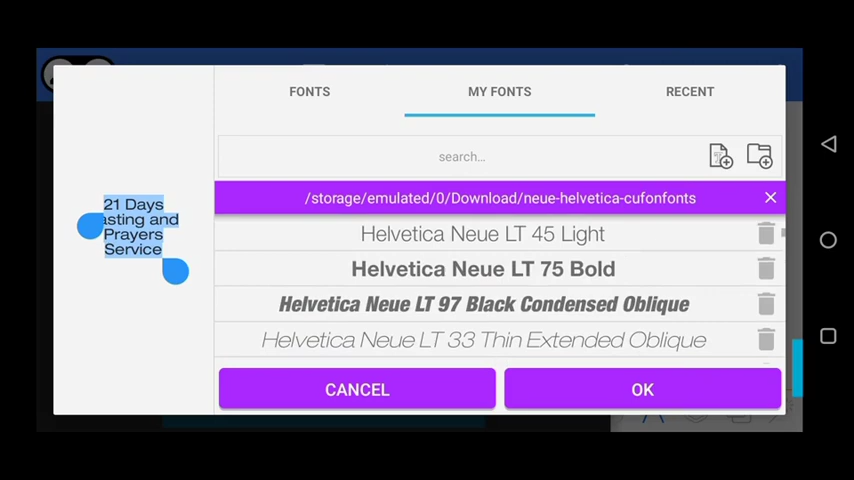 FONTS
MY FONTS
RECENT
search...
/storage/emulated/0/Download/neue-helvetica-cufonfonts
21 Days
asting and
Prayers
Service
Helvetica Neue LT 45 Light
Helvetica Neue LT 75 Bold
Helvetica Neue LT 97 Black Condensed Oblique
Helvetica Neue LT 33 Thin Extended Oblique
CANCEL
OK